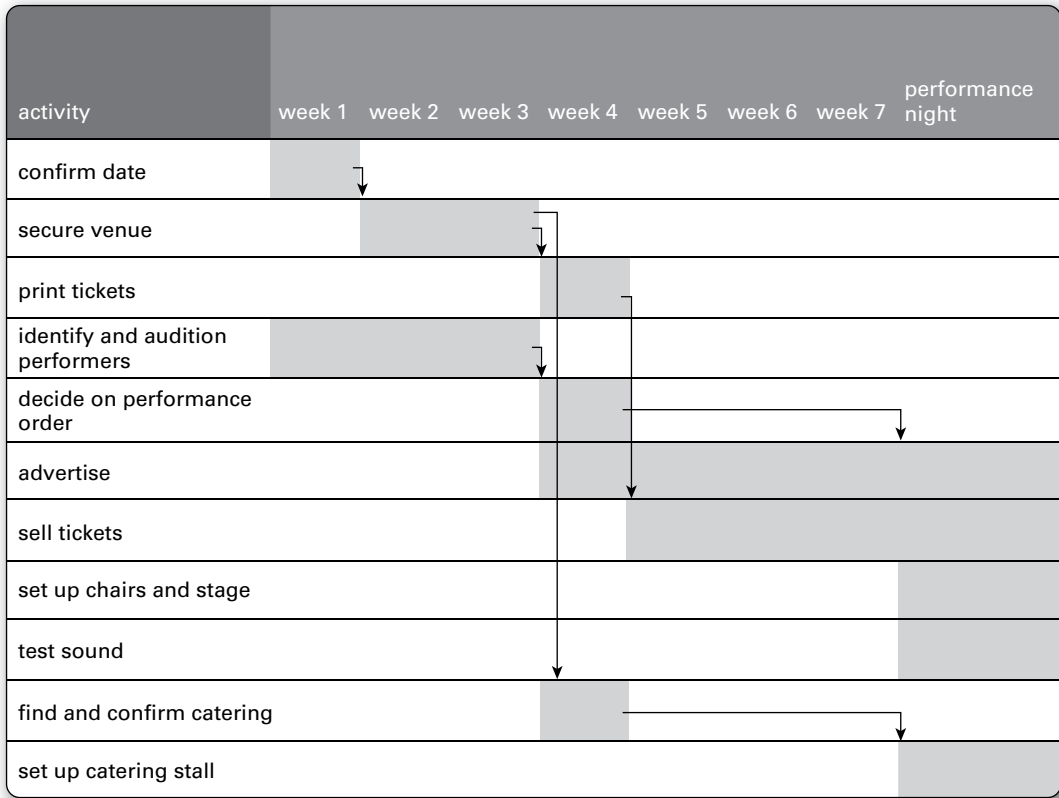 performance
activity week 1 week 2 week 3 week 4 week 5 week 6 week 7 night
confirm date
secure venue
print tickets
identify and audition
performers
decide on performance
order
advertise
sell tickets
set up chairs and stage
test sound
find and confirm catering
set up catering stall